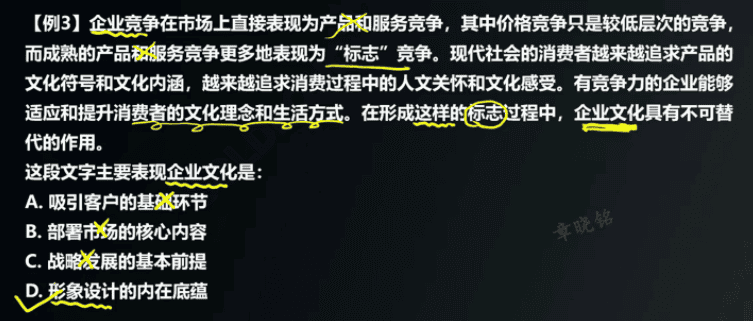 【例3】企业竞争在市场上直接表现为产品和服务竞争，其中价格竞争只是较低层次的竞争，
而成熟的产品和服务竞争更多地表现为“标志”竞争。现代社会的消费者越来越追求产品的
文化符号和文化内涵，越来越追求消费过程中的人文关怀和文化感受。有竞争力的企业能够
适应和提升消费者的文化理念和生活方式。在形成这样的标志过程中，企业文化具有不可替
代的作用。
这段文字主要表现企业文化是：
A. 吸引客户的基础环节
B. 部署市场的核心内容
C. 战略发展的基本前提
D. 形象设计的内在底蕴
章晓铭